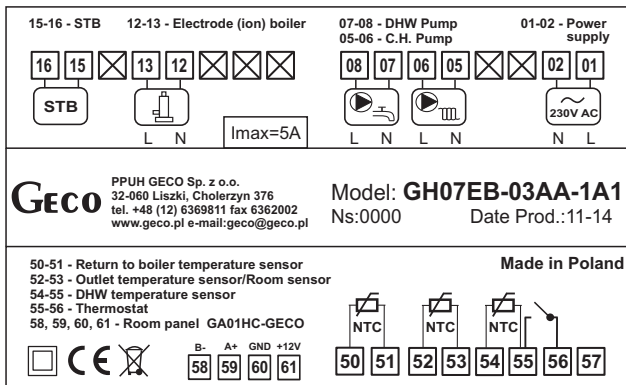 15-16 - STB
12-13 - Electrode (ion) boiler
07-08 - DHW Pump
05-06 - C.H. Pump
01-02 - Power
supply
16 15 13 12 08 07 06 05 02 01
STB
230V AC
L N Imax=5A L N L N N L
GECO
PPUH GECO Sp. z o.o.
32-060 Liszki, Cholerzyn 376
tel. +48 (12) 6369811 fax 6362002
www.geco.pl e-mail:geco@geco.pl
Model: GH07EB-03AA-1A1
Ns:0000 Date Prod.:11-14
50-51 - Return to boiler temperature sensor
52-53 - Outlet temperature sensor/Room sensor
54-55 - DHW temperature sensor
55-56 - Thermostat
58, 59, 60, 61 - Room panel GA01HC-GECO
Made in Poland
NTC NTC NTC
CE
B- A+ GND +12V
58 59 60 61
50 51 52 53 54 55 56 57